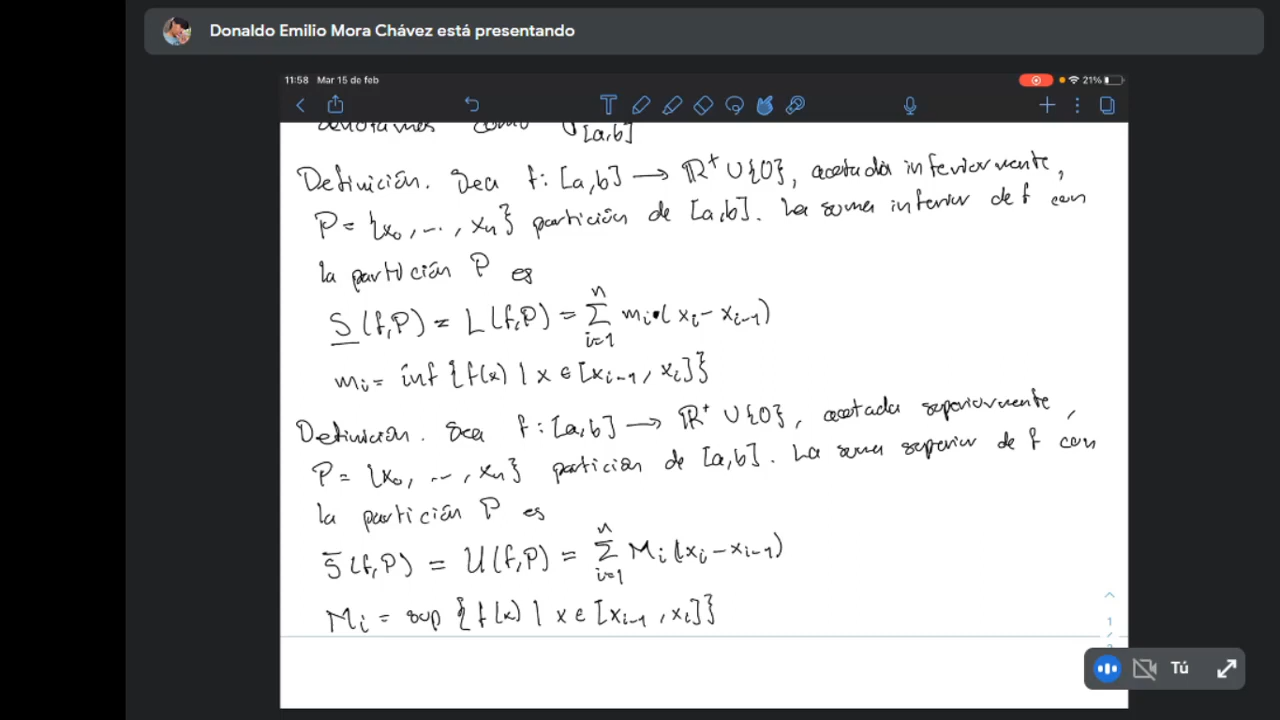 Donaldo Emilio Mora Chávez está presentando
11:58 Mar 15 de feb
21%
denotamos como ℘[a,b]
Definición. Sea f: [a,b] → ℝ⁺ ∪ {0}, acotada inferiormente,
P = {x₀, ..., xₙ} partición de [a,b]. La suma inferior de f con
la partición P es
S̲(f,P) = L(f,P) = Σᵢ₌₁ⁿ mᵢ·(xᵢ - xᵢ₋₁)
mᵢ = inf {f(x) | x ∈ [xᵢ₋₁, xᵢ]}
Definición. Sea f: [a,b] → ℝ⁺ ∪ {0}, acotada superiormente,
P = {x₀, ..., xₙ} partición de [a,b]. La suma superior de f con
la partición P es
S̄(f,P) = U(f,P) = Σᵢ₌₁ⁿ Mᵢ(xᵢ - xᵢ₋₁)
Mᵢ = sup {f(x) | x ∈ [xᵢ₋₁, xᵢ]}
1
Tú